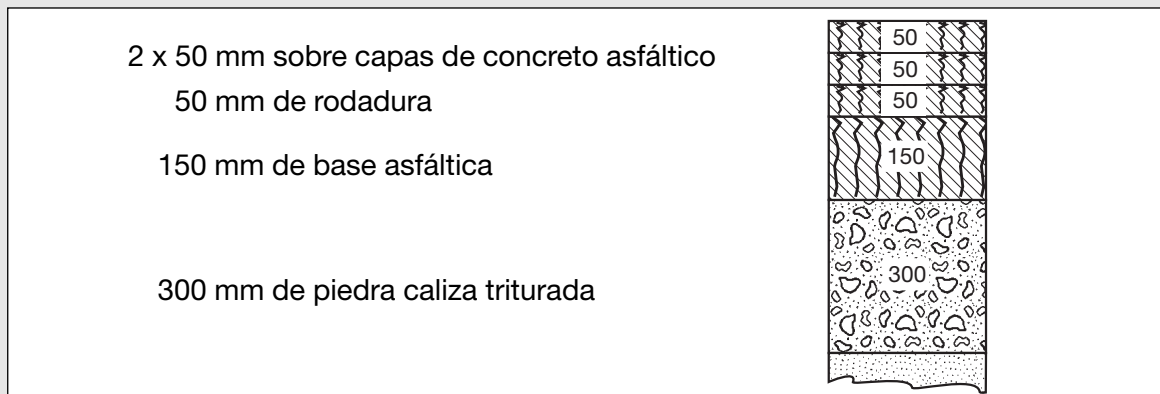 2 x 50 mm sobre capas de concreto asfáltico
50 mm de rodadura
150 mm de base asfáltica
300 mm de piedra caliza triturada
50
50
50
150
300